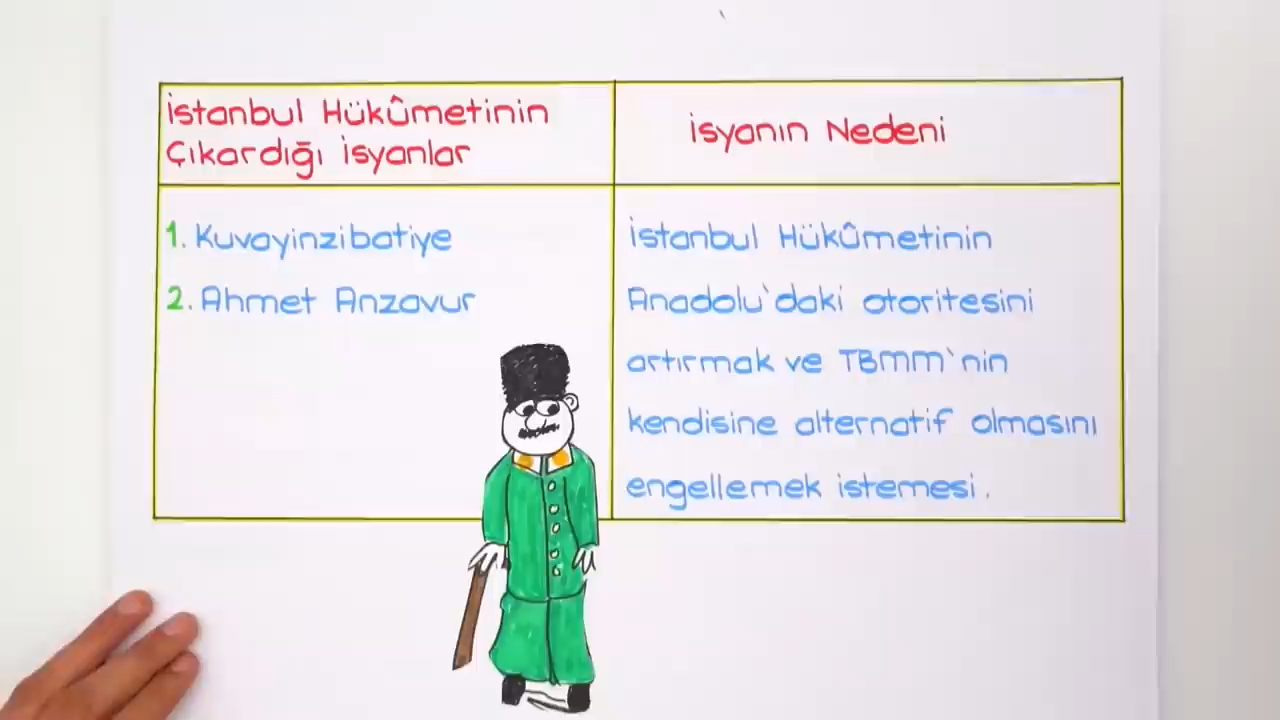 İstanbul Hükûmetinin
Çıkardığı İsyanlar
İsyanın Nedeni
1. Kuvayinzibatiye
2. Ahmet Anzavur
İstanbul Hükûmetinin
Anadolu'daki otoritesini
artırmak ve TBMM'nin
kendisine alternatif olmasını
engellemek istemesi.